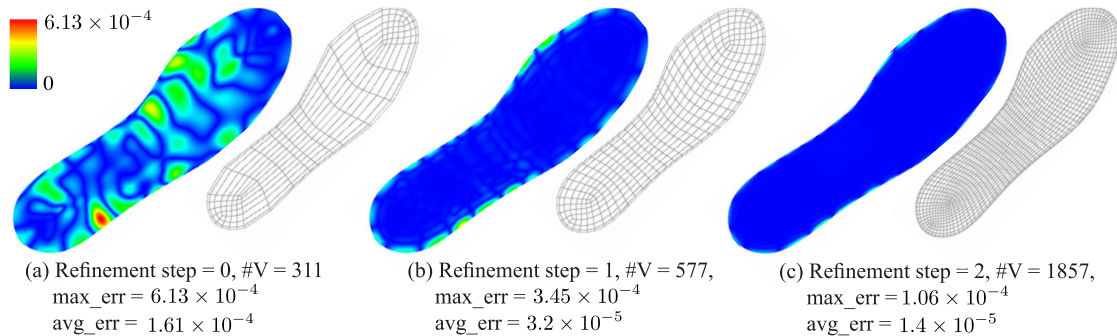 6.13 × 10⁻⁴
0
(a) Refinement step = 0, #V = 311
max_err = 6.13 × 10⁻⁴
avg_err = 1.61 × 10⁻⁴
(b) Refinement step = 1, #V = 577,
max_err = 3.45 × 10⁻⁴
avg_err = 3.2 × 10⁻⁵
(c) Refinement step = 2, #V = 1857,
max_err = 1.06 × 10⁻⁴
avg_err = 1.4 × 10⁻⁵